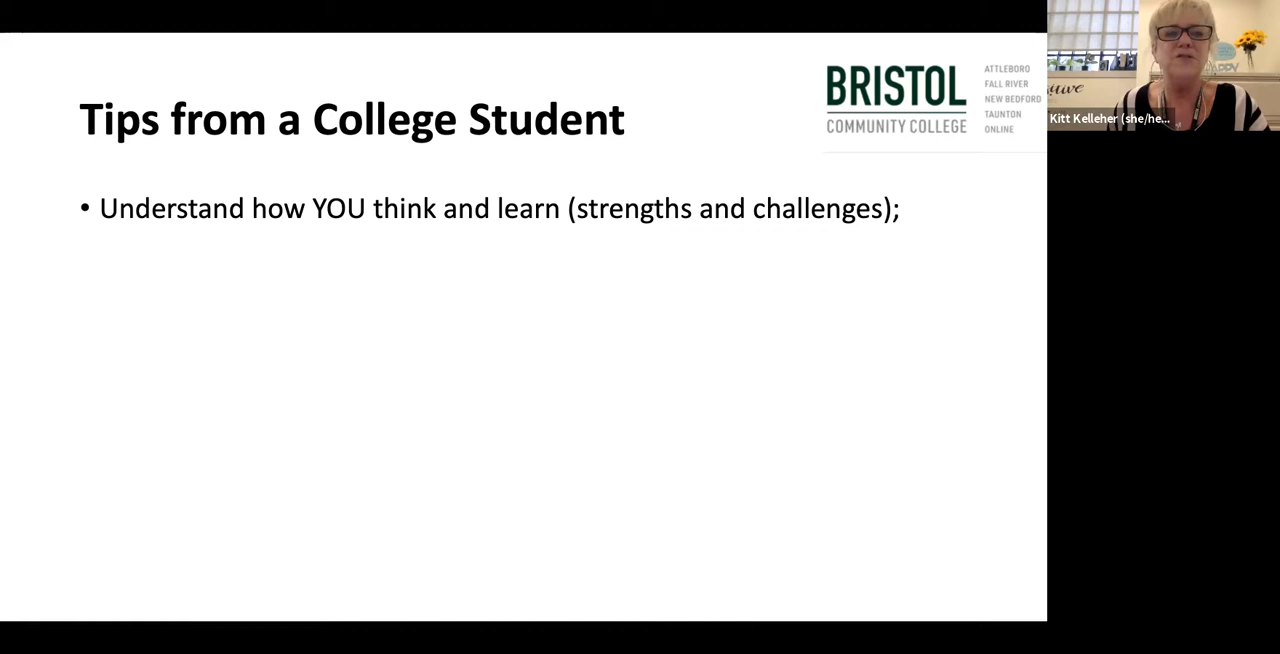 Tips from a College Student
• Understand how YOU think and learn (strengths and challenges);
BRISTOL
COMMUNITY COLLEGE
ATTLEBORO
FALL RIVER
NEW BEDFORD
TAUNTON
ONLINE
HAPPY
Kitt Kelleher (she/he...